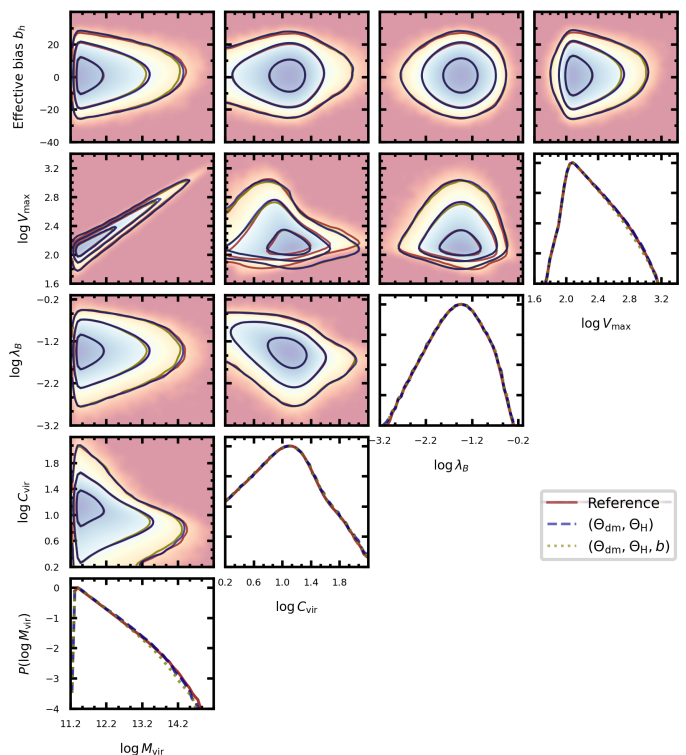 Effective bias b_h
40
20
0
−20
−40
log V_max
3.2
2.8
2.4
2.0
1.6
1.6 2.0 2.4 2.8 3.2
log V_max
log λ_B
−0.1
−1.2
−2.2
−3.2
−3.2 −2.2 −1.2 −0.2
log λ_B
log C_vir
1.8
1.4
1.0
0.6
0.2
0.2 0.6 1.0 1.4 1.8
log C_vir
Reference
(Θ_dm, Θ_H)
(Θ_dm, Θ_H, b)
P(log M_vir)
0
−1
−2
−3
−4
11.2 12.2 13.2 14.2
log M_vir